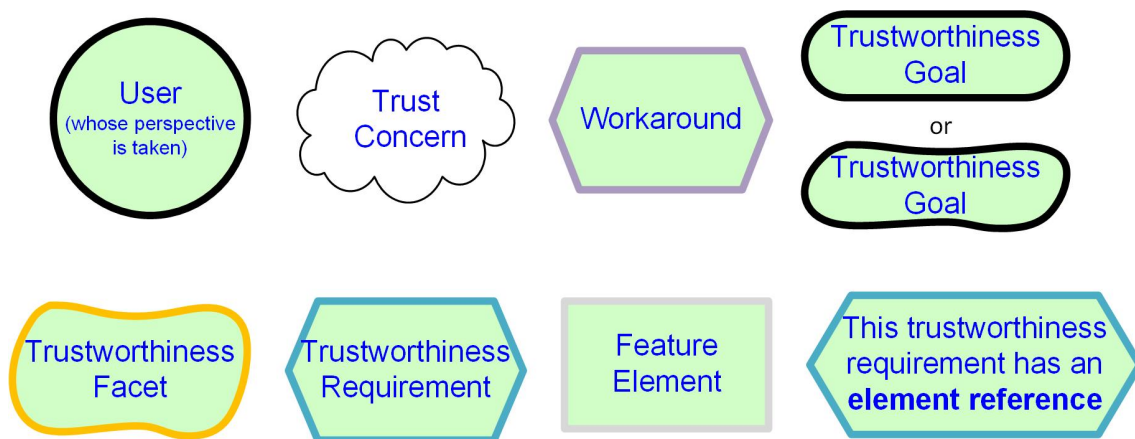 User
(whose perspective
is taken)
Trust
Concern
Workaround
Trustworthiness
Goal
or
Trustworthiness
Goal
Trustworthiness
Facet
Trustworthiness
Requirement
Feature
Element
This trustworthiness
requirement has an
element reference